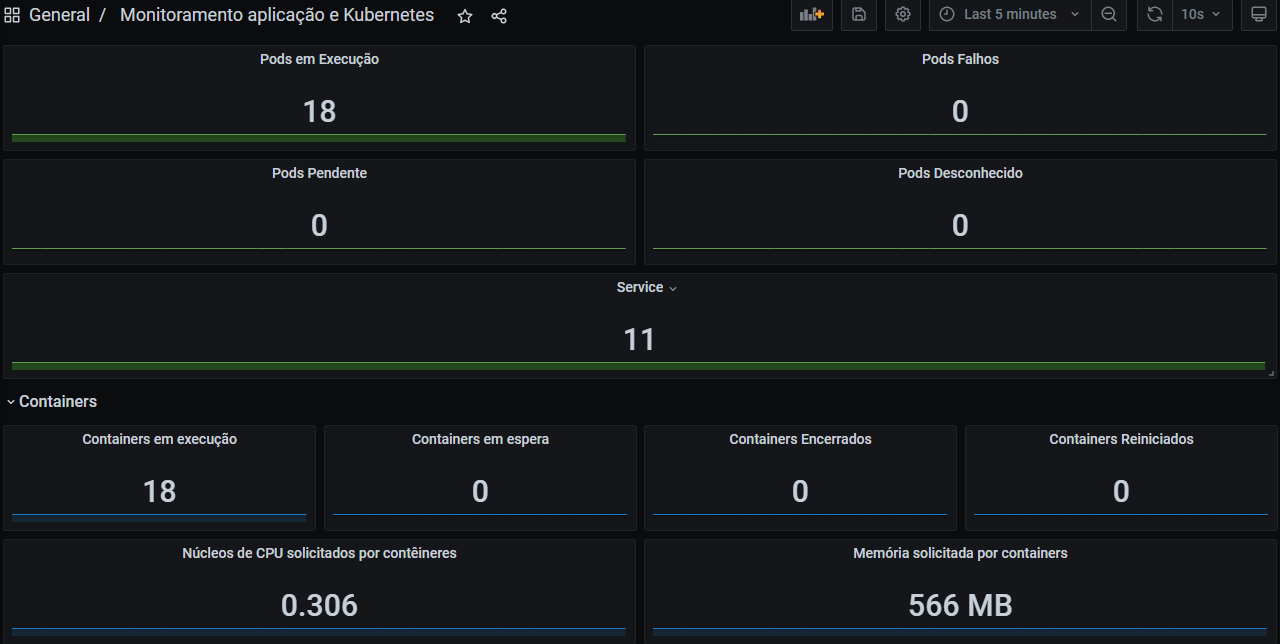 General / Monitoramento aplicação e Kubernetes Last 5 minutes 10s
Pods em Execução
18
Pods Falhos
0
Pods Pendente
0
Pods Desconhecido
0
Service
11
Containers
Containers em execução
18
Containers em espera
0
Containers Encerrados
0
Containers Reiniciados
0
Núcleos de CPU solicitados por contêineres
0.306
Memória solicitada por containers
566 MB